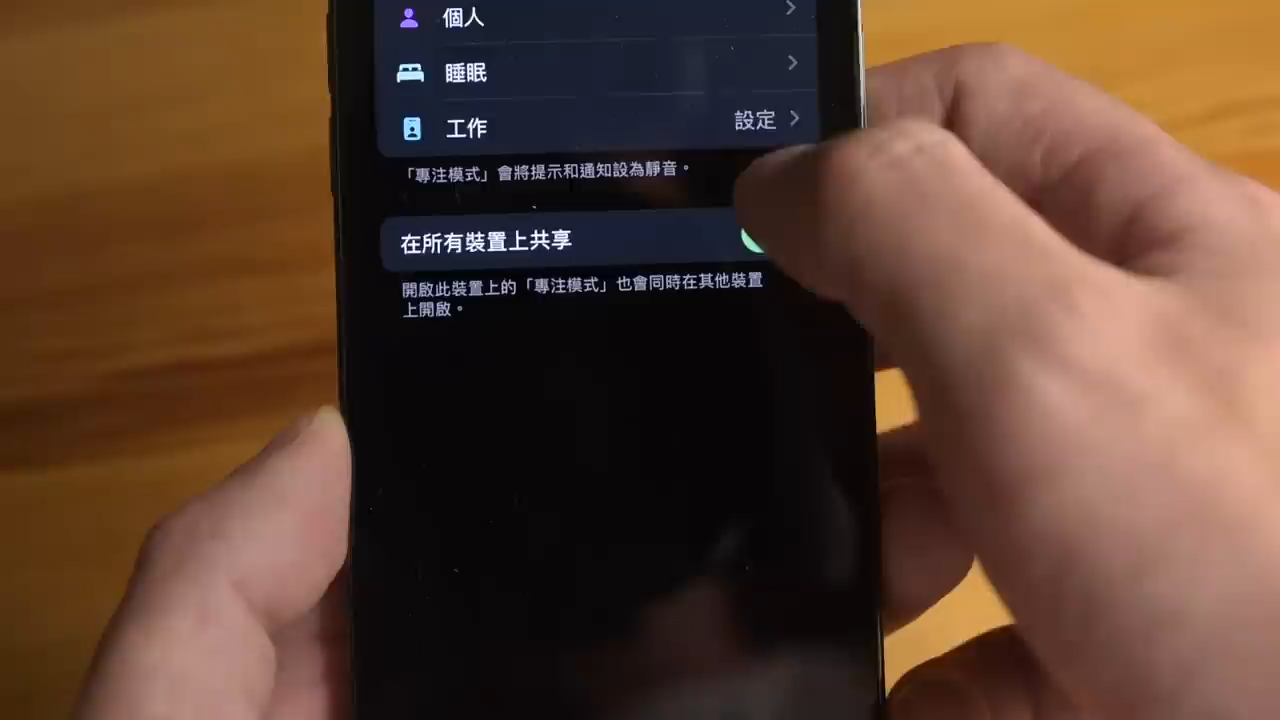 個人
睡眠
工作 設定
「專注模式」會將提示和通知設為靜音。
在所有裝置上共享
開啟此裝置上的「專注模式」也會同時在其他裝置
上開啟。